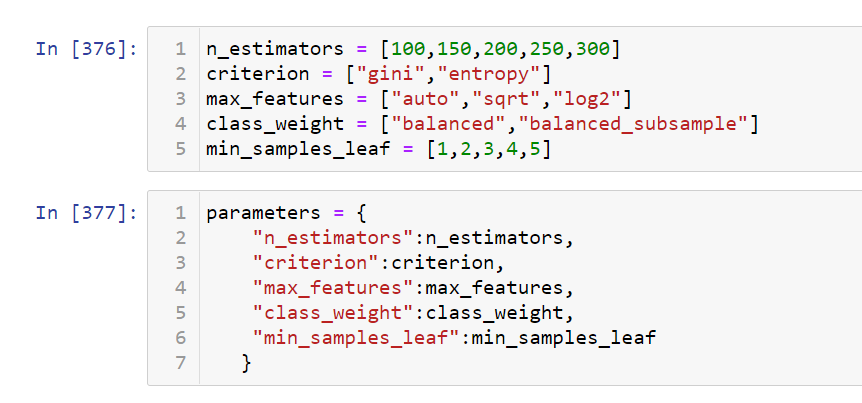 In [376]:
1 n_estimators = [100,150,200,250,300]
2 criterion = ["gini","entropy"]
3 max_features = ["auto","sqrt","log2"]
4 class_weight = ["balanced","balanced_subsample"]
5 min_samples_leaf = [1,2,3,4,5]
In [377]:
1 parameters = {
2     "n_estimators":n_estimators,
3     "criterion":criterion,
4     "max_features":max_features,
5     "class_weight":class_weight,
6     "min_samples_leaf":min_samples_leaf
7    }